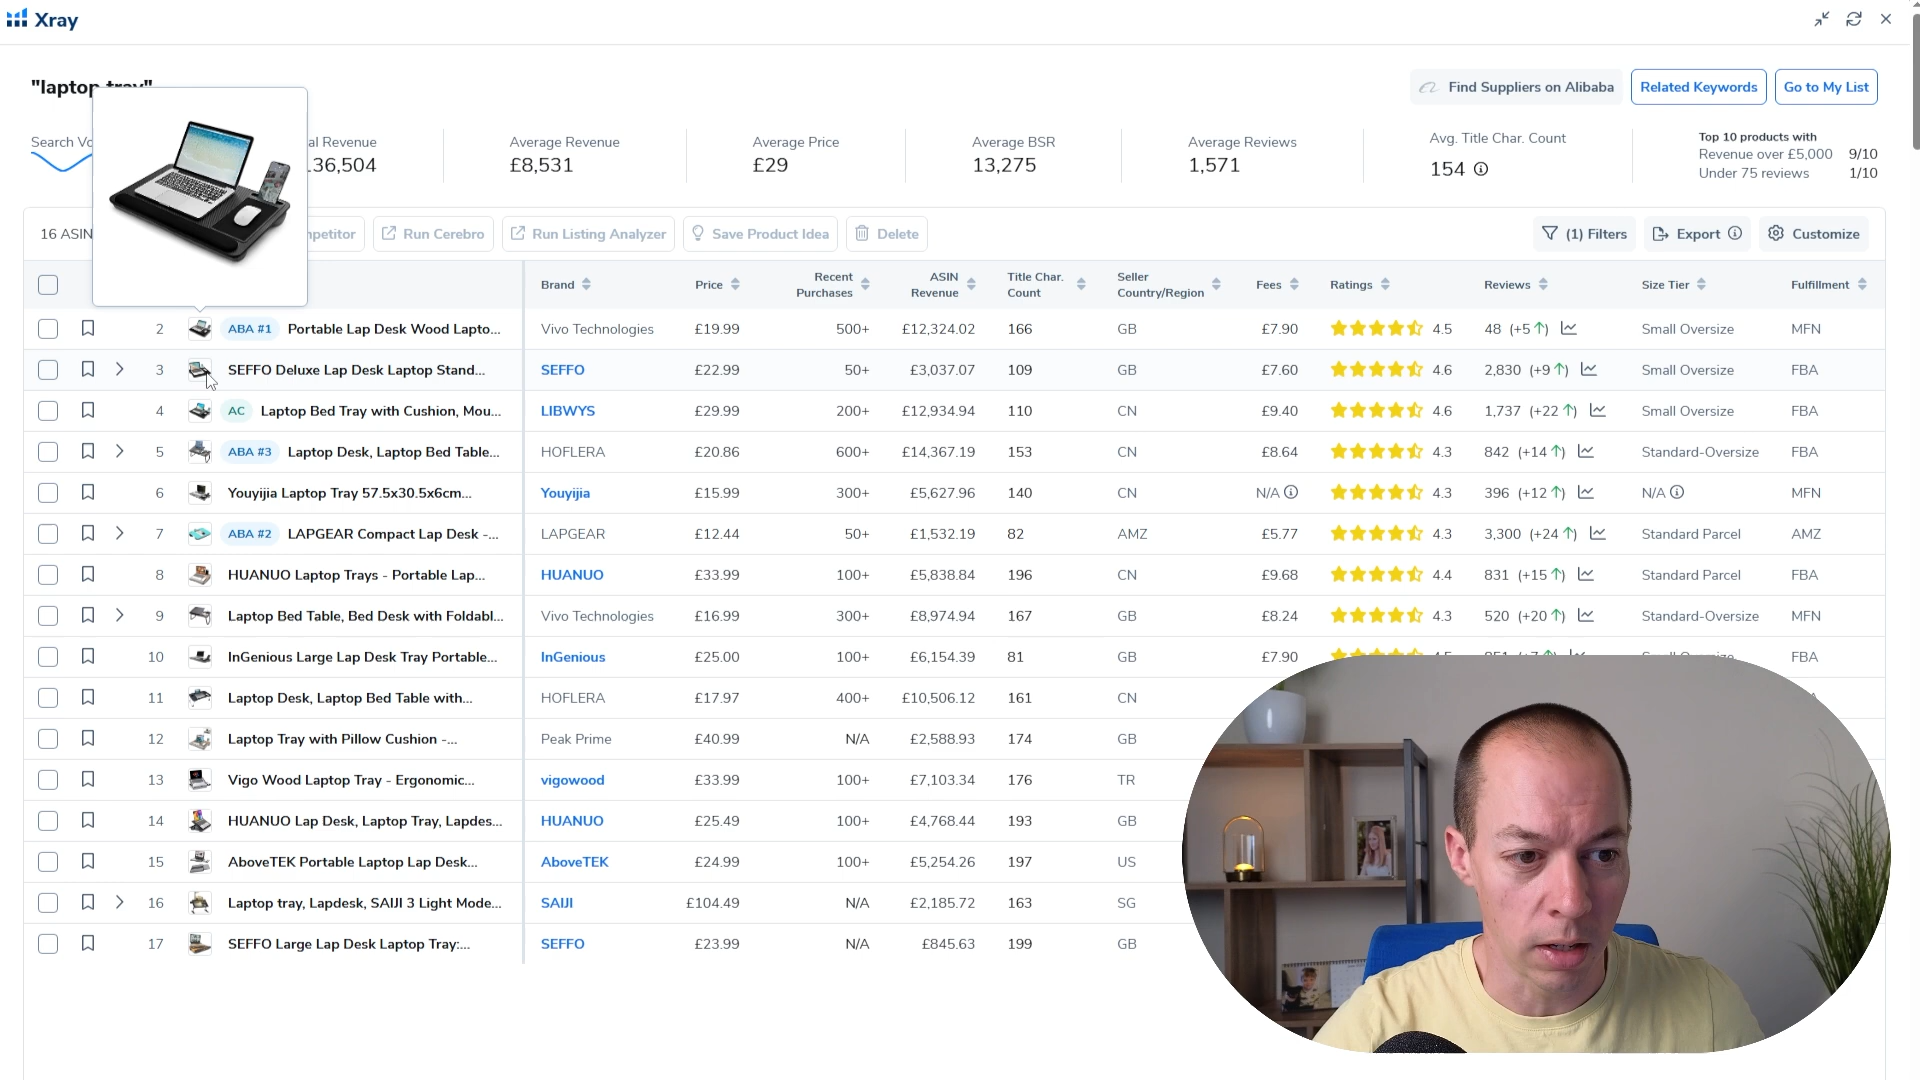 Xray
"laptop tray"
Find Suppliers on Alibaba
Related Keywords
Go to My List
Average Revenue
£8,531
Average Price
£29
Average BSR
13,275
Average Reviews
1,571
Avg. Title Char. Count
154
Top 10 products with
Revenue over £5,000 9/10
Under 75 reviews 1/10
16 ASIN
Run Cerebro
Run Listing Analyzer
Save Product Idea
Delete
(1) Filters
Export
Customize
Brand Price Recent Purchases ASIN Revenue Title Char. Count Seller Country/Region Fees Ratings Reviews Size Tier Fulfillment
2 ABA #1 Portable Lap Desk Wood Lapto... Vivo Technologies £19.99 500+ £12,324.02 166 GB £7.90 4.5 48 (+5↑) Small Oversize MFN
3 SEFFO Deluxe Lap Desk Laptop Stand... SEFFO £22.99 50+ £3,037.07 109 GB £7.60 4.6 2,830 (+9↑) Small Oversize FBA
4 AC Laptop Bed Tray with Cushion, Mou... LIBWYS £29.99 200+ £12,934.94 110 CN £9.40 4.6 1,737 (+22↑) Small Oversize FBA
5 ABA #3 Laptop Desk, Laptop Bed Table... HOFLERA £20.86 600+ £14,367.19 153 CN £8.64 4.3 842 (+14↑) Standard-Oversize FBA
6 Youyijia Laptop Tray 57.5x30.5x6cm... Youyijia £15.99 300+ £5,627.96 140 CN N/A 4.3 396 (+12↑) N/A MFN
7 ABA #2 LAPGEAR Compact Lap Desk -... LAPGEAR £12.44 50+ £1,532.19 82 AMZ £5.77 4.3 3,300 (+24↑) Standard Parcel AMZ
8 HUANUO Laptop Trays - Portable Lap... HUANUO £33.99 100+ £5,838.84 196 CN £9.68 4.4 831 (+15↑) Standard Parcel FBA
9 Laptop Bed Table, Bed Desk with Foldabl... Vivo Technologies £16.99 300+ £8,974.94 167 GB £8.24 4.3 520 (+20↑) Standard-Oversize MFN
10 InGenious Large Lap Desk Tray Portable... InGenious £25.00 100+ £6,154.39 81 GB £7.90 FBA
11 Laptop Desk, Laptop Bed Table with... HOFLERA £17.97 400+ £10,506.12 161 CN
12 Laptop Tray with Pillow Cushion -... Peak Prime £40.99 N/A £2,588.93 174 GB
13 Vigo Wood Laptop Tray - Ergonomic... vigowood £33.99 100+ £7,103.34 176 TR
14 HUANUO Lap Desk, Laptop Tray, Lapdes... HUANUO £25.49 100+ £4,768.44 193 GB
15 AboveTEK Portable Laptop Lap Desk... AboveTEK £24.99 100+ £5,254.26 197 US
16 Laptop tray, Lapdesk, SAIJI 3 Light Mode... SAIJI £104.49 N/A £2,185.72 163 SG
17 SEFFO Large Lap Desk Laptop Tray:... SEFFO £23.99 N/A £845.63 199 GB